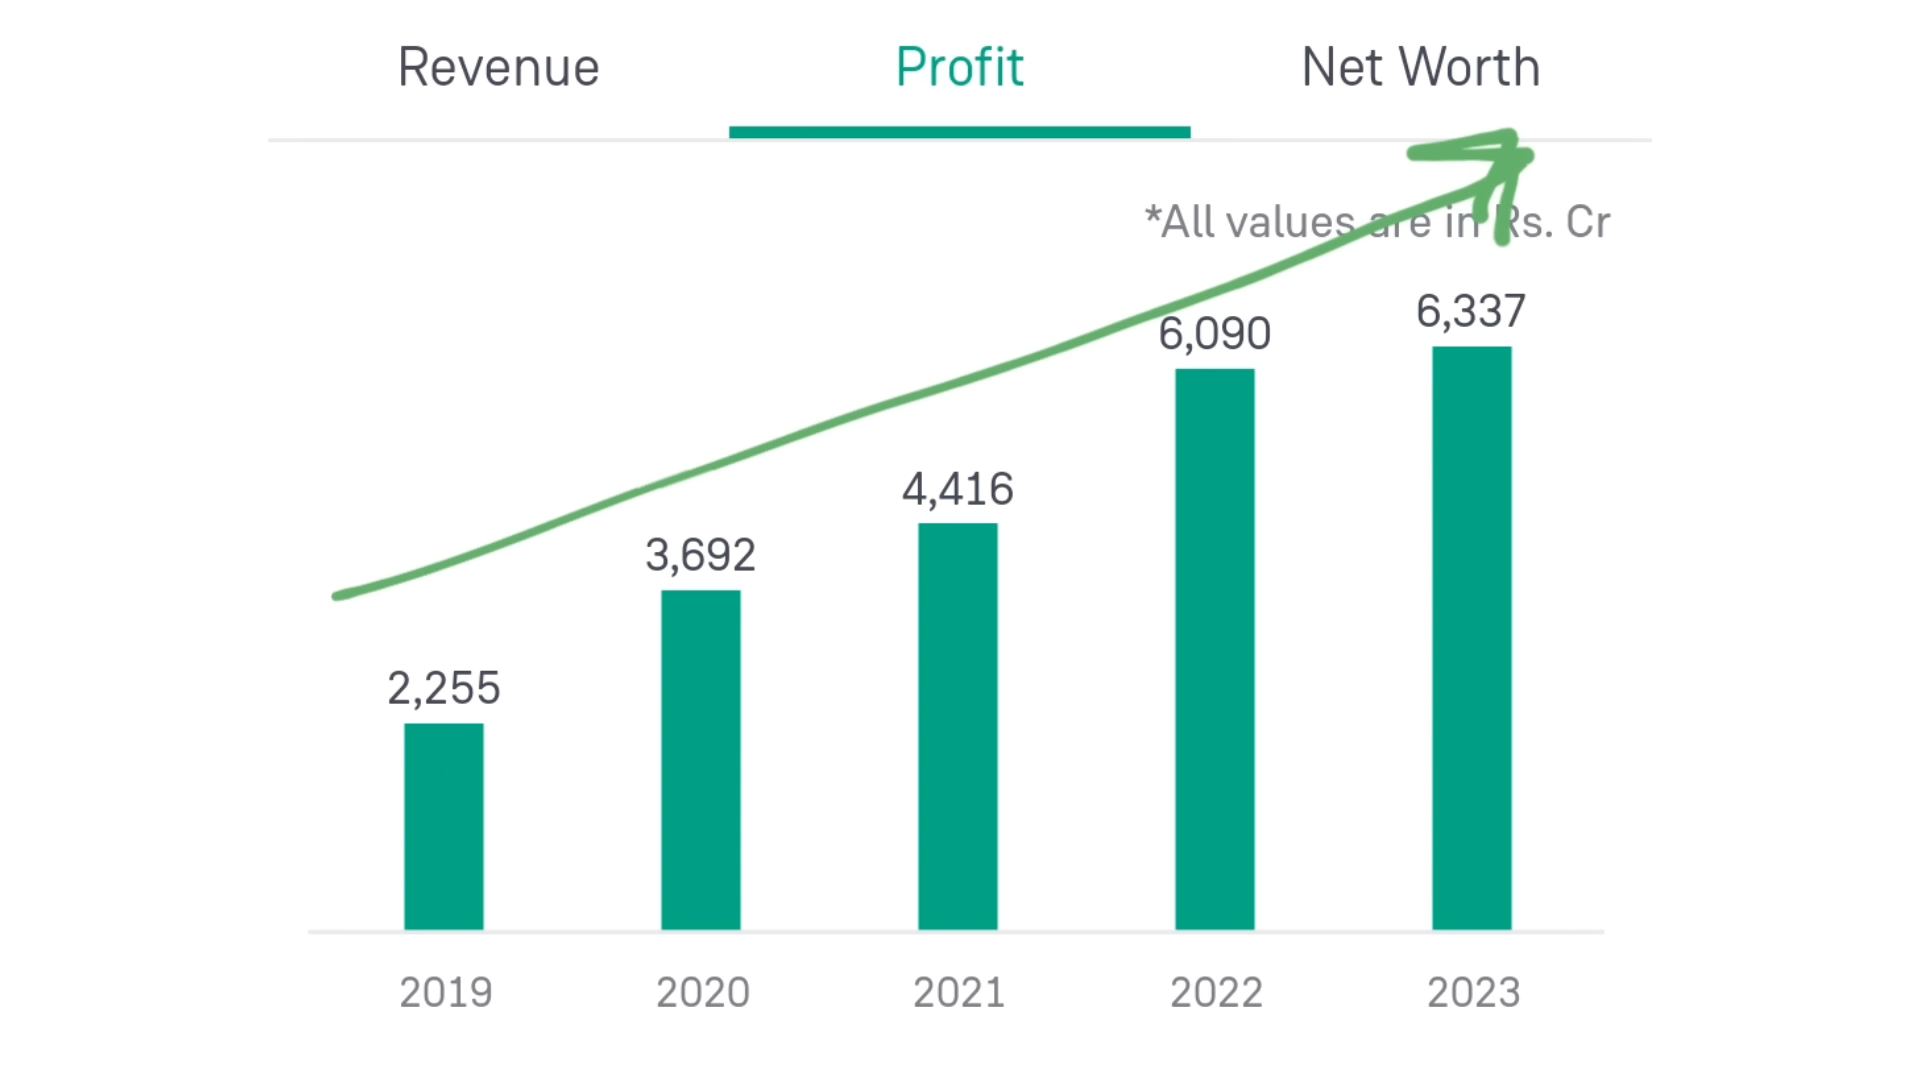 Revenue Profit Net Worth
*All values are in Rs. Cr
2,255 3,692 4,416 6,090 6,337
2019 2020 2021 2022 2023